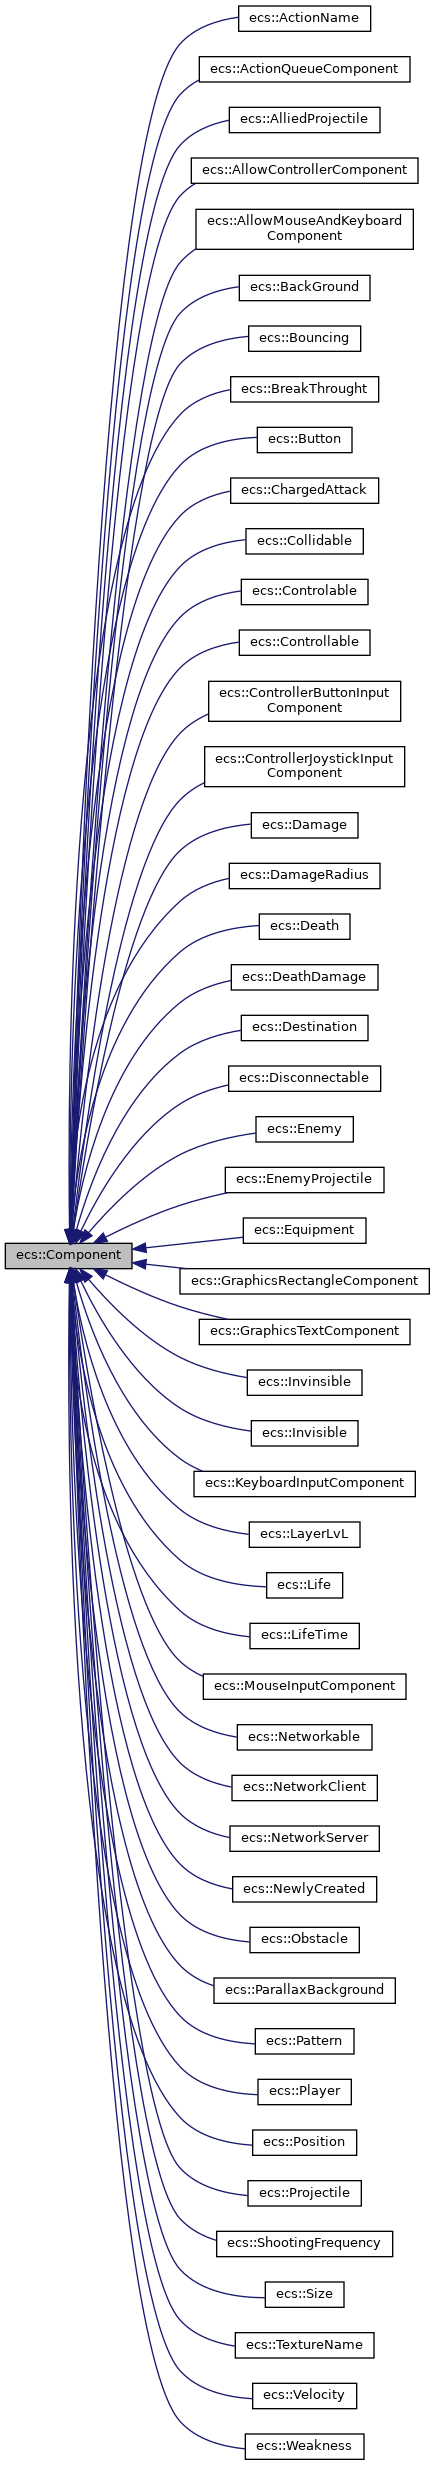 ecs::ActionName
ecs::ActionQueueComponent
ecs::AlliedProjectile
ecs::AllowControllerComponent
ecs::AllowMouseAndKeyboard
Component
ecs::BackGround
ecs::Bouncing
ecs::BreakThrought
ecs::Button
ecs::ChargedAttack
ecs::Collidable
ecs::Controlable
ecs::Controllable
ecs::ControllerButtonInput
Component
ecs::ControllerJoystickInput
Component
ecs::Damage
ecs::DamageRadius
ecs::Death
ecs::DeathDamage
ecs::Destination
ecs::Disconnectable
ecs::Enemy
ecs::EnemyProjectile
ecs::Equipment
ecs::Component
ecs::GraphicsRectangleComponent
ecs::GraphicsTextComponent
ecs::Invinsible
ecs::Invisible
ecs::KeyboardInputComponent
ecs::LayerLvL
ecs::Life
ecs::LifeTime
ecs::MouseInputComponent
ecs::Networkable
ecs::NetworkClient
ecs::NetworkServer
ecs::NewlyCreated
ecs::Obstacle
ecs::ParallaxBackground
ecs::Pattern
ecs::Player
ecs::Position
ecs::Projectile
ecs::ShootingFrequency
ecs::Size
ecs::TextureName
ecs::Velocity
ecs::Weakness